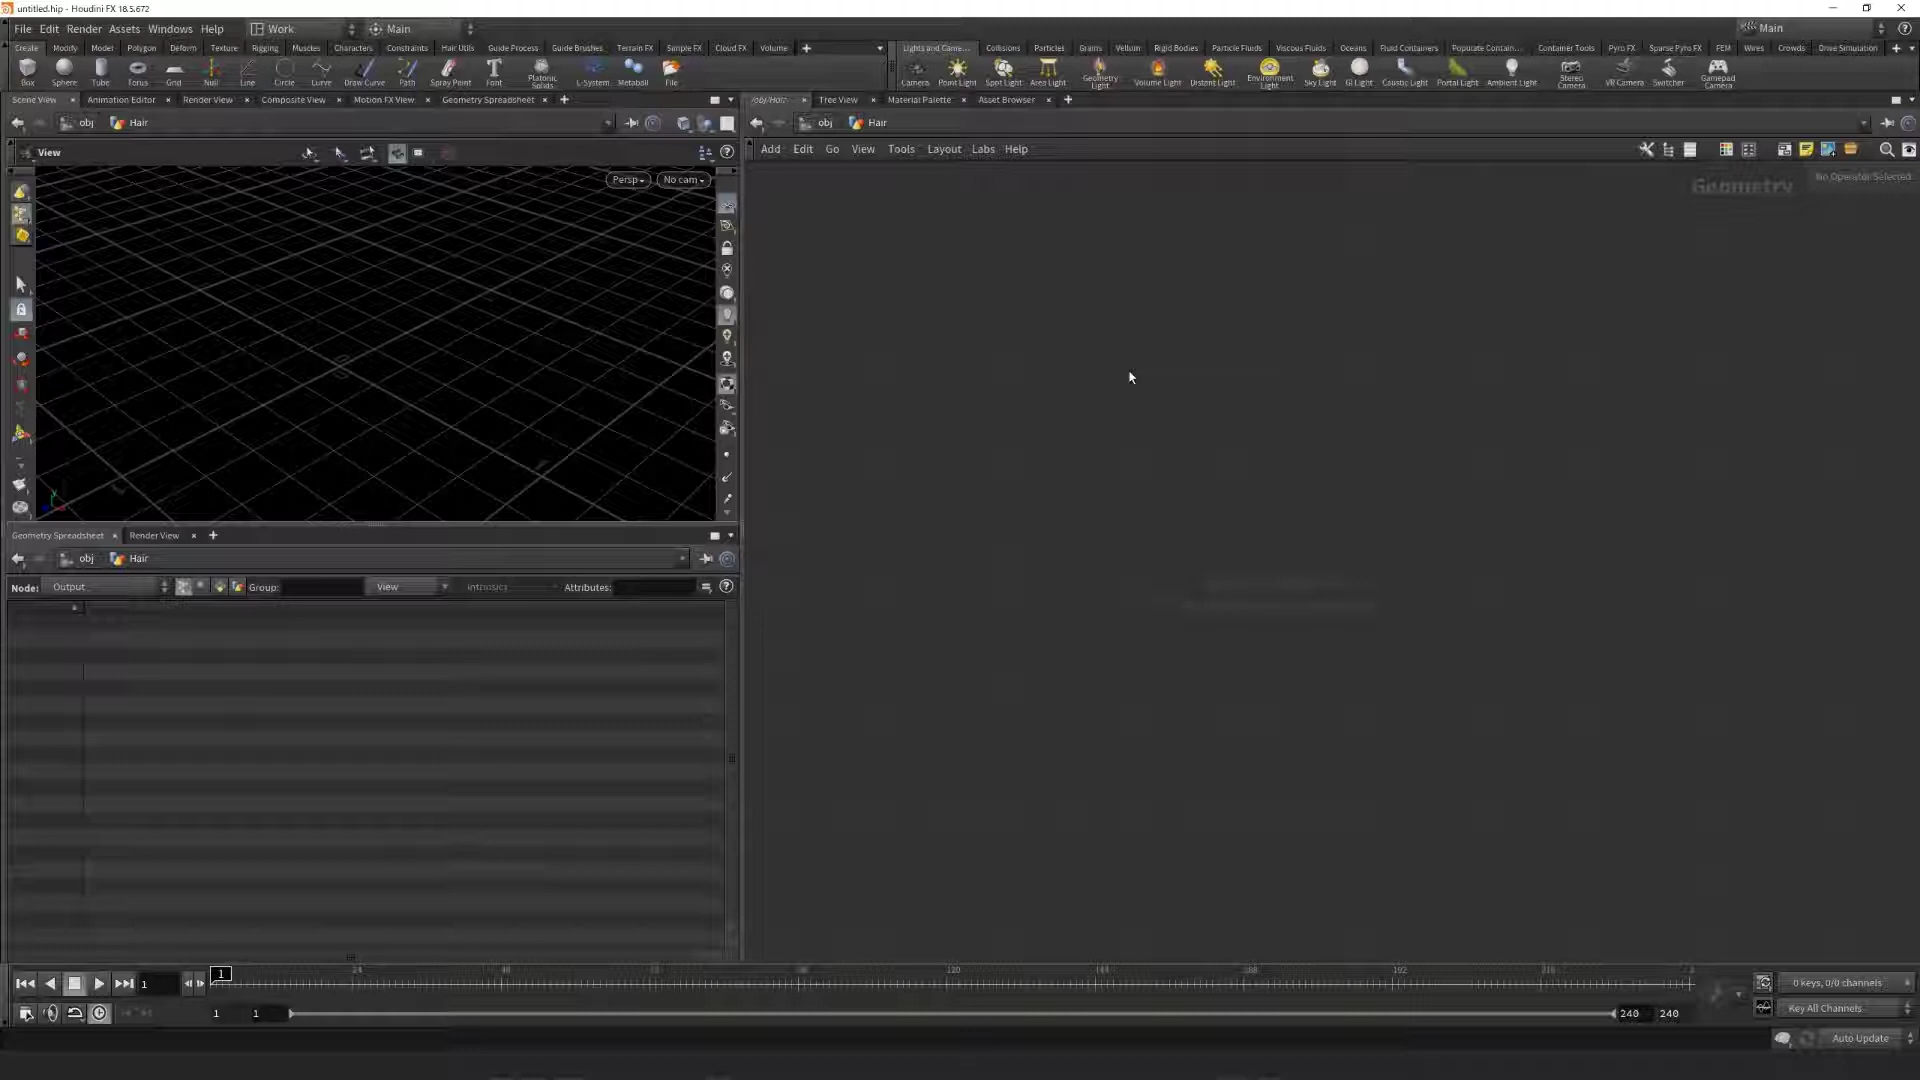 untitled.hip - Houdini FX 18.5.672
File Edit Render Assets Windows Help Work Main Main
Create Modify Model Polygon Deform Texture Rigging Muscles Characters Constraints Hair Utils Guide Process Guide Brushes Terrain FX Simple FX Cloud FX Volume
Lights and Came... Collisions Particles Grains Vellum Rigid Bodies Particle Fluids Viscous Fluids Oceans Fluid Containers Populate Contain... Container Tools Pyro FX Sparse Pyro FX FEM Wires Crowds Drive Simulation
Box Sphere Tube Torus Grid Null Line Circle Curve Draw Curve Path Spray Paint Font Platonic Solids L-System Metaball File
Camera Point Light Spot Light Area Light Geometry Light Volume Light Distant Light Environment Light Sky Light GI Light Caustic Light Portal Light Ambient Light Stereo Camera VR Camera Switcher Gamepad Camera
Scene View Animation Editor Render View Composite View Motion FX View Geometry Spreadsheet
/obj/Hair Tree View Material Palette Asset Browser
obj Hair
obj Hair
View
Add Edit Go View Tools Layout Labs Help
Persp No cam
Geometry
No Operator Selected
Geometry Spreadsheet Render View
obj Hair
Node: Output Group: View Intrinsics Attributes:
1 1 24 48 120 144 168 192 216
0 keys, 0/0 channels
1 1 240 240
Key All Channels
Auto Update